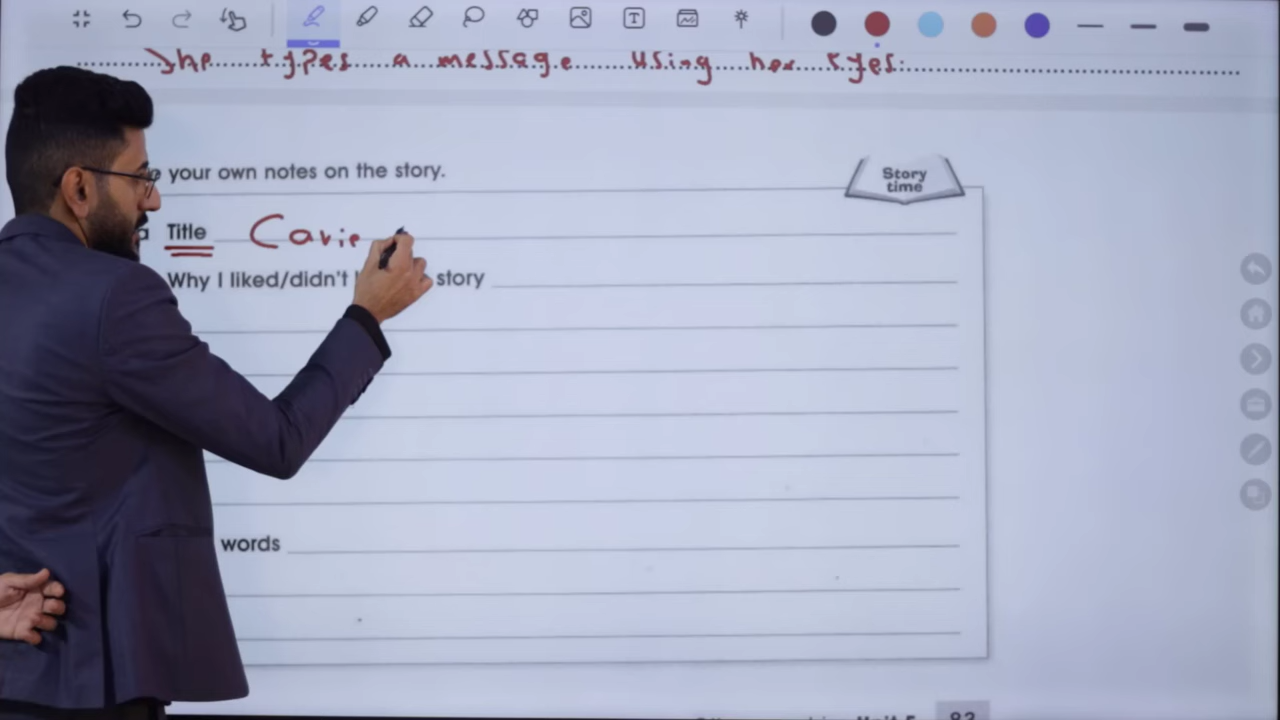 She types a message using her eyes.
your own notes on the story.
Story
time
a Title Carie
Why I liked/didn't story
words
83